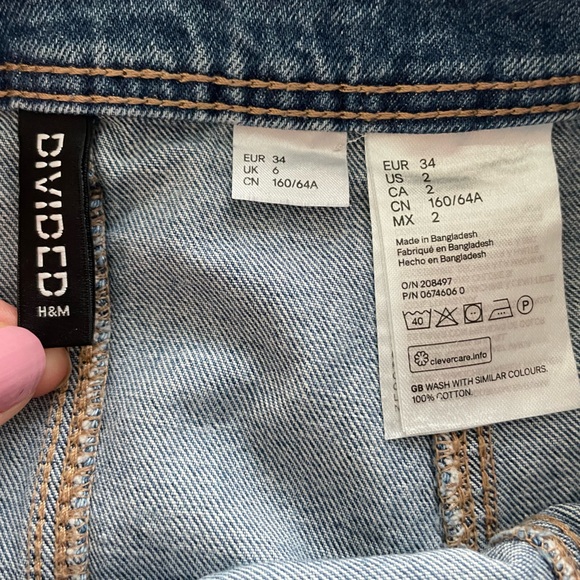 DIVIDED
H&M
EUR 34
UK 6
CN 160/64A
EUR 34
US 2
CA 2
CN 160/64A
MX 2
Made in Bangladesh
Fabriqué en Bangladesh
Hecho en Bangladesh
O/N 208497
P/N 0674606 0
40 P
clevercare.info
GB WASH WITH SIMILAR COLOURS.
100% COTTON.